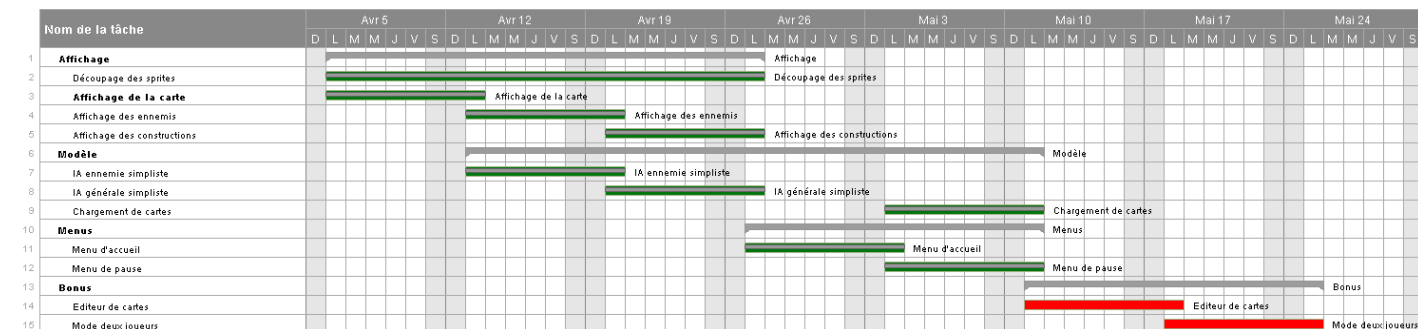 Nom de la tâche
Avr 5 Avr 12 Avr 19 Avr 26 Mai 3 Mai 10 Mai 17 Mai 24
D L M M J V S D L M M J V S D L M M J V S D L M M J V S D L M M J V S D L M M J V S D L M M J V S D L M M J V S
1 Affichage Affichage
2 Découpage des sprites Découpage des sprites
3 Affichage de la carte Affichage de la carte
4 Affichage des ennemis Affichage des ennemis
5 Affichage des constructions Affichage des constructions
6 Modèle Modèle
7 IA ennemie simpliste IA ennemie simpliste
8 IA générale simpliste IA générale simpliste
9 Chargement de cartes Chargement de cartes
10 Menus Menus
11 Menu d'accueil Menu d'accueil
12 Menu de pause Menu de pause
13 Bonus Bonus
14 Editeur de cartes Editeur de cartes
15 Mode deux joueurs Mode deux joueurs